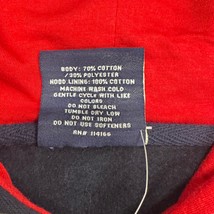 BODY: 70% COTTON
/30% POLYESTER
HOOD LINING: 100% COTTON
MACHINE WASH COLD
GENTLE CYCLE WITH LIKE
COLORS
DO NOT BLEACH
TUMBLE DRY LOW
DO NOT IRON
DO NOT USE SOFTENERS
RN# 114166